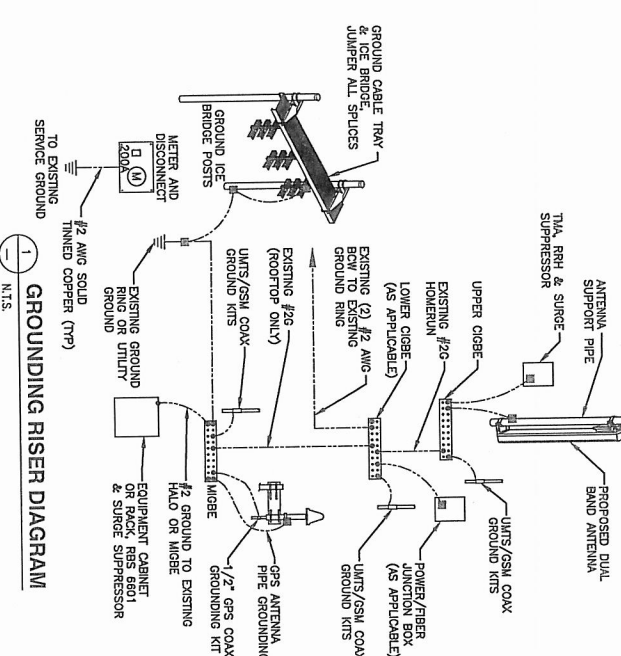 ANTENNA
SUPPORT PIPE
PROPOSED DUAL
BAND ANTENNA
TMA, RRH & SURGE
SUPPRESSOR
UMTS/GSM COAX
GROUND KITS
UPPER CIGBE
EXISTING #2G
HOMERUN
POWER/FIBER
JUNCTION BOX
(AS APPLICABLE)
LOWER CIGBE
(AS APPLICABLE)
UMTS/GSM COAX
GROUND KITS
EXISTING (2) #2 AWG
BCW TO EXISTING
GROUND RING
EXISTING #2G
(ROOFTOP ONLY)
GPS ANTENNA
PIPE GROUNDING
1/2" GPS COAX
GROUNDING KIT
UMTS/GSM COAX
GROUND KITS
MIGBE
#2 GROUND TO EXISTING
HALO OR MIGBE
EQUIPMENT CABINET
OR RACK, RBS 6601
& SURGE SUPPRESSOR
GROUND CABLE TRAY
& ICE BRIDGE,
JUMPER ALL SPLICES
GROUND ICE
BRIDGE POSTS
EXISTING GROUND
RING OR UTILITY
GROUND
METER AND
DISCONNECT
M
200A
#2 AWG SOLID
TINNED COPPER (TYP)
TO EXISTING
SERVICE GROUND
1
GROUNDING RISER DIAGRAM
N.T.S.